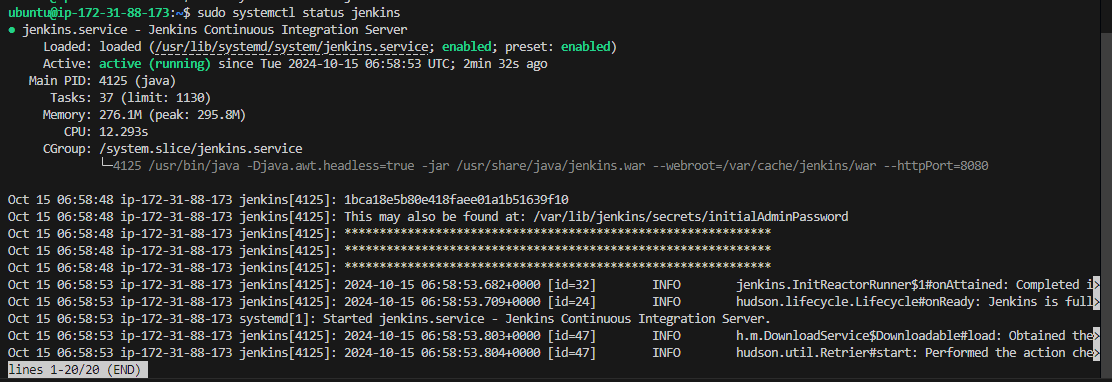 ubuntu@ip-172-31-88-173:~$ sudo systemctl status jenkins
● jenkins.service - Jenkins Continuous Integration Server
Loaded: loaded (/usr/lib/systemd/system/jenkins.service; enabled; preset: enabled)
Active: active (running) since Tue 2024-10-15 06:58:53 UTC; 2min 32s ago
Main PID: 4125 (java)
Tasks: 37 (limit: 1130)
Memory: 276.1M (peak: 295.8M)
CPU: 12.293s
CGroup: /system.slice/jenkins.service
└─4125 /usr/bin/java -Djava.awt.headless=true -jar /usr/share/java/jenkins.war --webroot=/var/cache/jenkins/war --httpPort=8080
Oct 15 06:58:48 ip-172-31-88-173 jenkins[4125]: 1bca18e5b80e418faee01a1b51639f10
Oct 15 06:58:48 ip-172-31-88-173 jenkins[4125]: This may also be found at: /var/lib/jenkins/secrets/initialAdminPassword
Oct 15 06:58:48 ip-172-31-88-173 jenkins[4125]: *************************************************************
Oct 15 06:58:48 ip-172-31-88-173 jenkins[4125]: *************************************************************
Oct 15 06:58:48 ip-172-31-88-173 jenkins[4125]: *************************************************************
Oct 15 06:58:53 ip-172-31-88-173 jenkins[4125]: 2024-10-15 06:58:53.682+0000 [id=32] INFO jenkins.InitReactorRunner$1#onAttained: Completed i>
Oct 15 06:58:53 ip-172-31-88-173 jenkins[4125]: 2024-10-15 06:58:53.709+0000 [id=24] INFO hudson.lifecycle.Lifecycle#onReady: Jenkins is full>
Oct 15 06:58:53 ip-172-31-88-173 systemd[1]: Started jenkins.service - Jenkins Continuous Integration Server.
Oct 15 06:58:53 ip-172-31-88-173 jenkins[4125]: 2024-10-15 06:58:53.803+0000 [id=47] INFO h.m.DownloadService$Downloadable#load: Obtained the>
Oct 15 06:58:53 ip-172-31-88-173 jenkins[4125]: 2024-10-15 06:58:53.804+0000 [id=47] INFO hudson.util.Retrier#start: Performed the action che>
lines 1-20/20 (END)